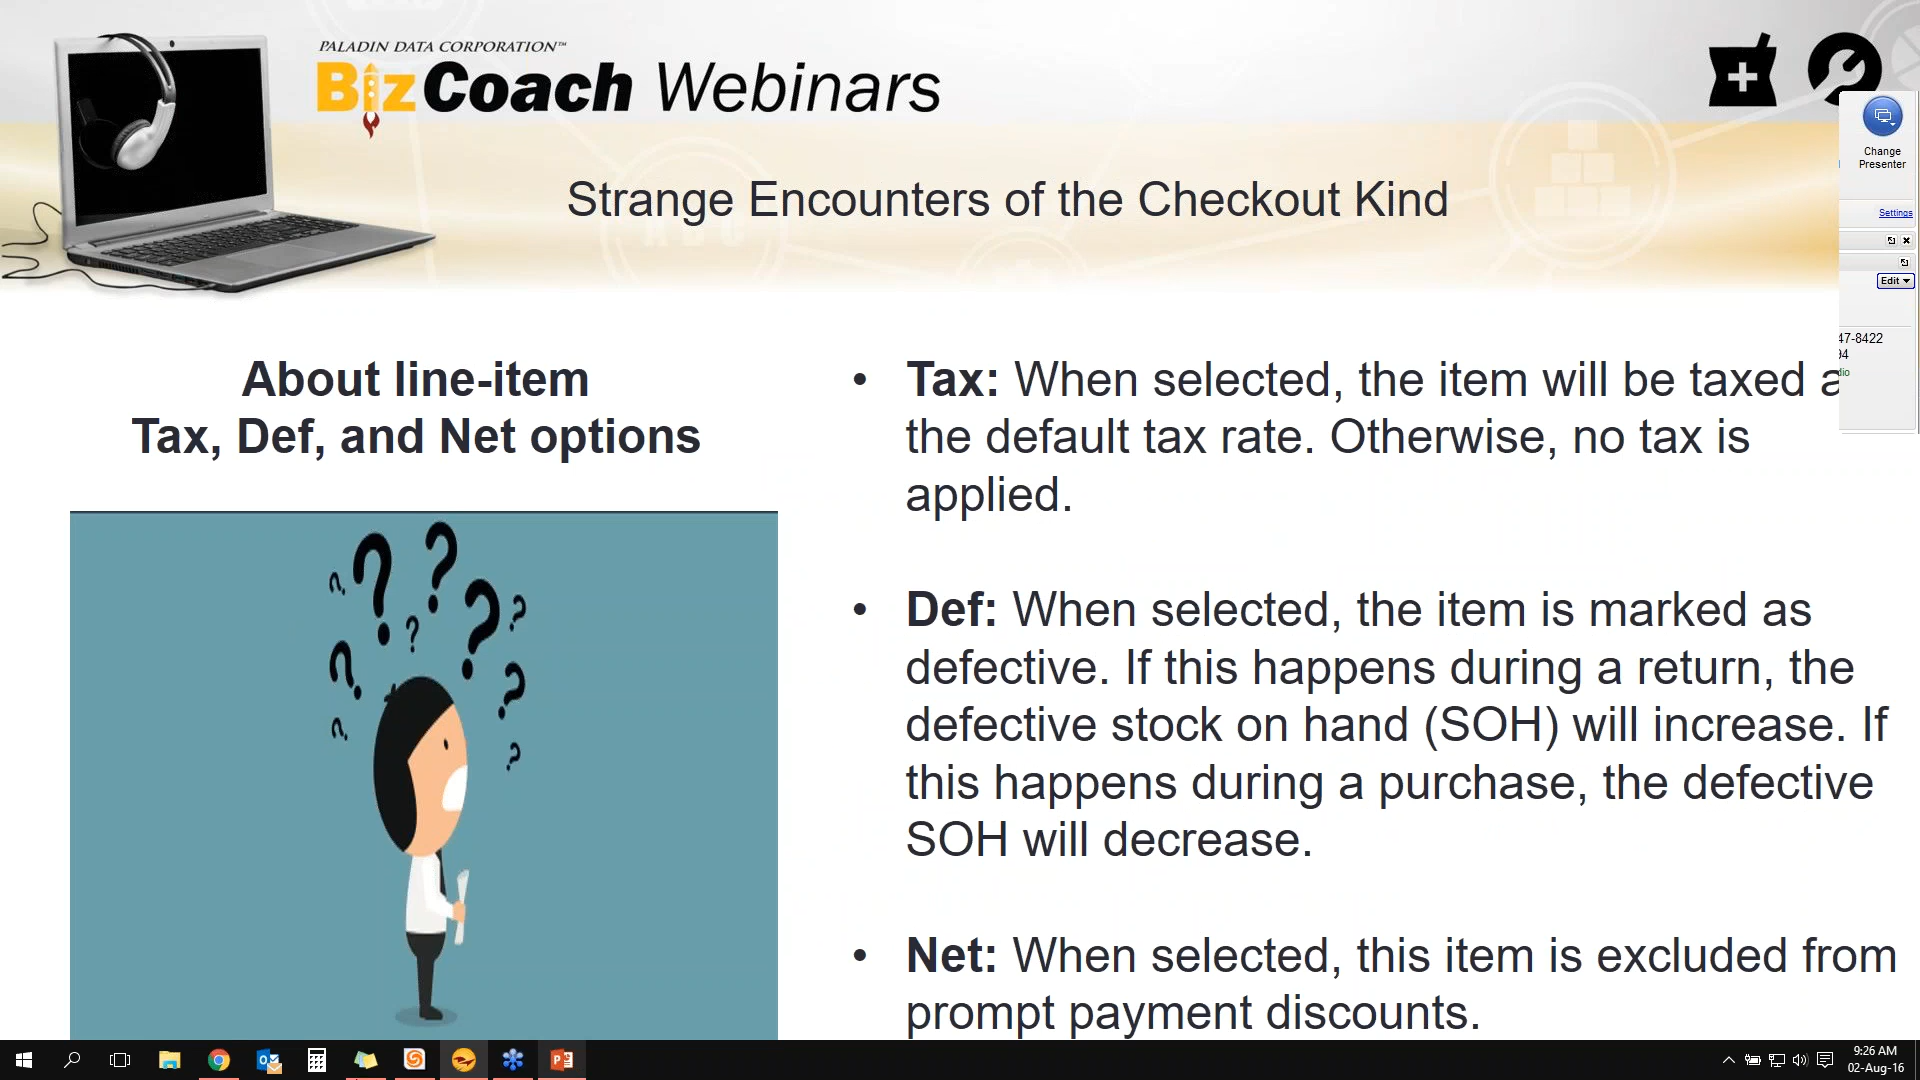 PALADIN DATA CORPORATION™
BizCoach Webinars
Change
Presenter
Strange Encounters of the Checkout Kind
Settings
Edit
47-8422
94
dio
About line-item
Tax, Def, and Net options
• Tax: When selected, the item will be taxed a
the default tax rate. Otherwise, no tax is
applied.
• Def: When selected, the item is marked as
defective. If this happens during a return, the
defective stock on hand (SOH) will increase. If
this happens during a purchase, the defective
SOH will decrease.
• Net: When selected, this item is excluded from
prompt payment discounts.
9:26 AM
02-Aug-16